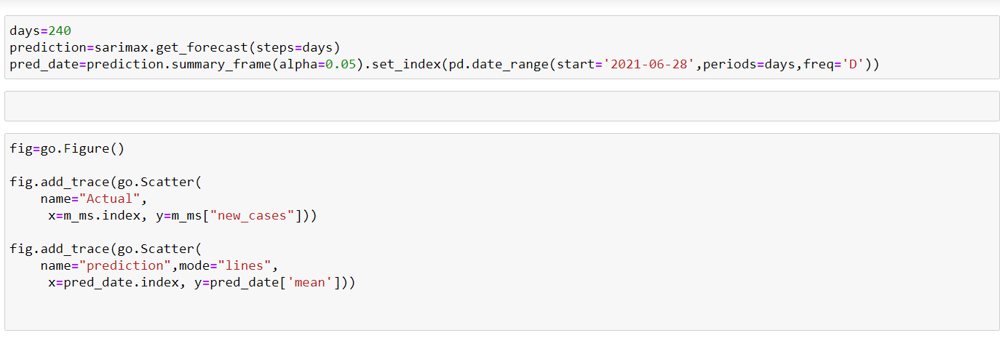 days=240
prediction=sarimax.get_forecast(steps=days)
pred_date=prediction.summary_frame(alpha=0.05).set_index(pd.date_range(start='2021-06-28',periods=days,freq='D'))
fig=go.Figure()
fig.add_trace(go.Scatter(
    name="Actual",
     x=m_ms.index, y=m_ms["new_cases"]))
fig.add_trace(go.Scatter(
    name="prediction",mode="lines",
     x=pred_date.index, y=pred_date['mean']))